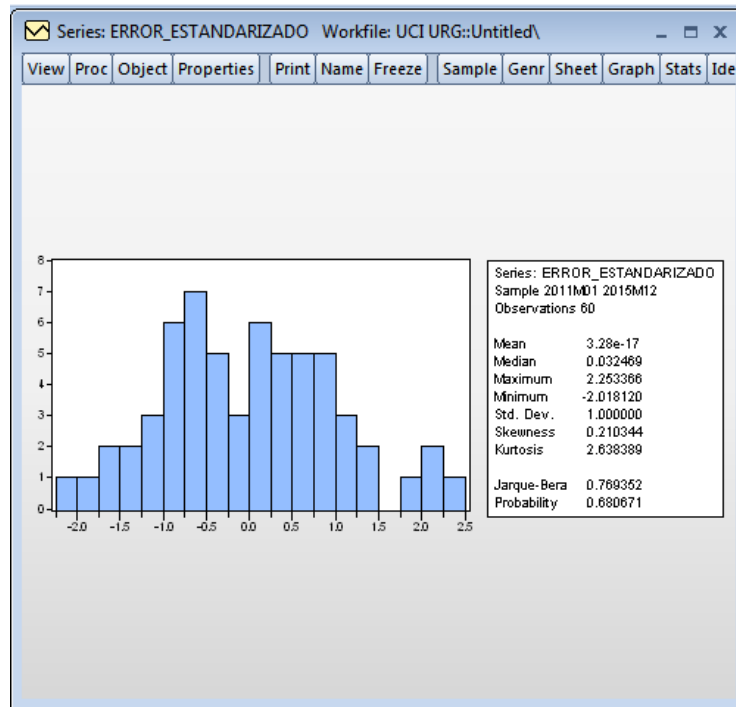 Series: ERROR_ESTANDARIZADO Workfile: UCI URG::Untitled\
View Proc Object Properties Print Name Freeze Sample Genr Sheet Graph Stats Ide
8
7
6
5
4
3
2
1
0
-2.0 -1.5 -1.0 -0.5 0.0 0.5 1.0 1.5 2.0 2.5
Series: ERROR_ESTANDARIZADO
Sample 2011M01 2015M12
Observations 60
Mean 3.28e-17
Median 0.032469
Maximum 2.253366
Minimum -2.018120
Std. Dev. 1.000000
Skewness 0.210344
Kurtosis 2.638389
Jarque-Bera 0.769352
Probability 0.680671